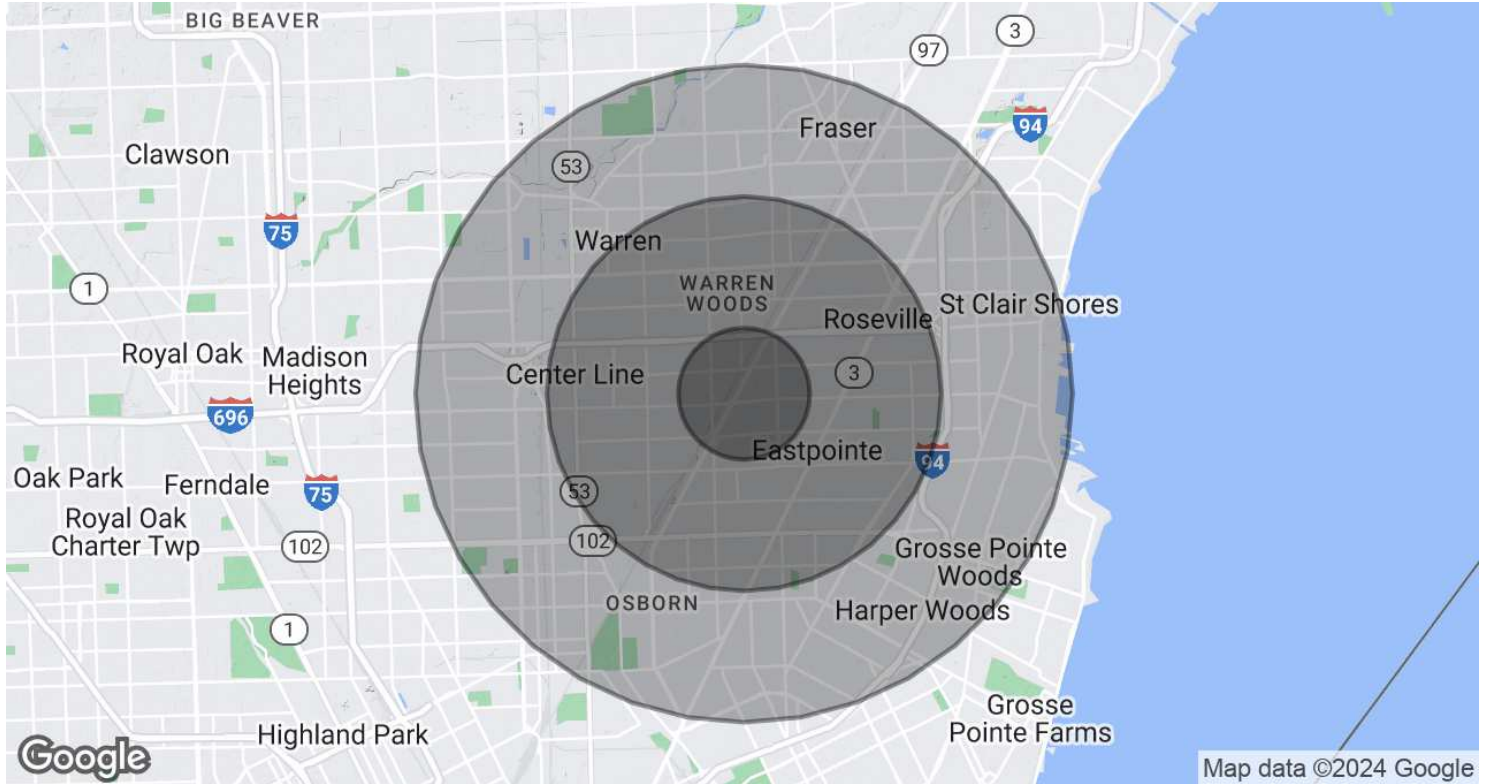 BIG BEAVER
3
97
Fraser
94
Clawson
53
75
Warren
WARREN
WOODS
1
St Clair Shores
Roseville
Royal Oak
Madison
Heights
Center Line
3
696
Eastpointe
94
Oak Park
Ferndale
75
53
Royal Oak
Charter Twp
102
102
Grosse Pointe
Woods
OSBORN
Harper Woods
1
Grosse
Pointe Farms
Highland Park
Google
Map data ©2024 Google